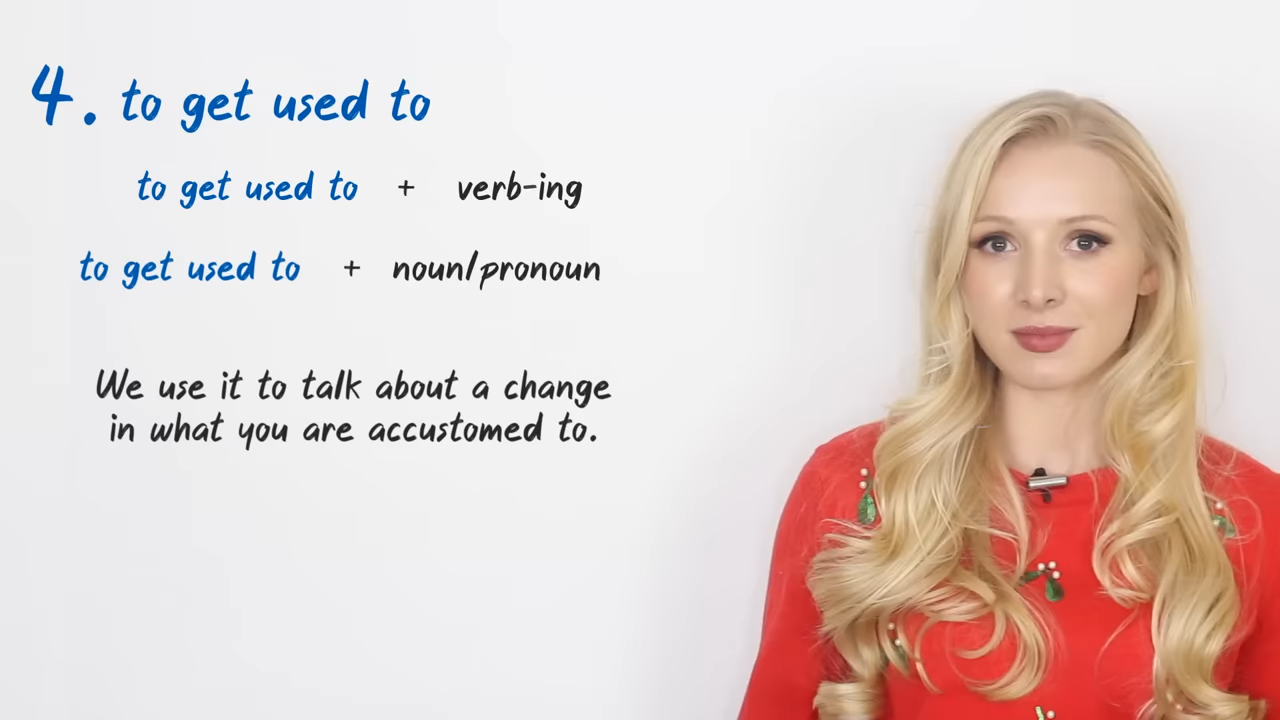 4. to get used to
to get used to + verb-ing
to get used to + noun/pronoun
We use it to talk about a change
in what you are accustomed to.